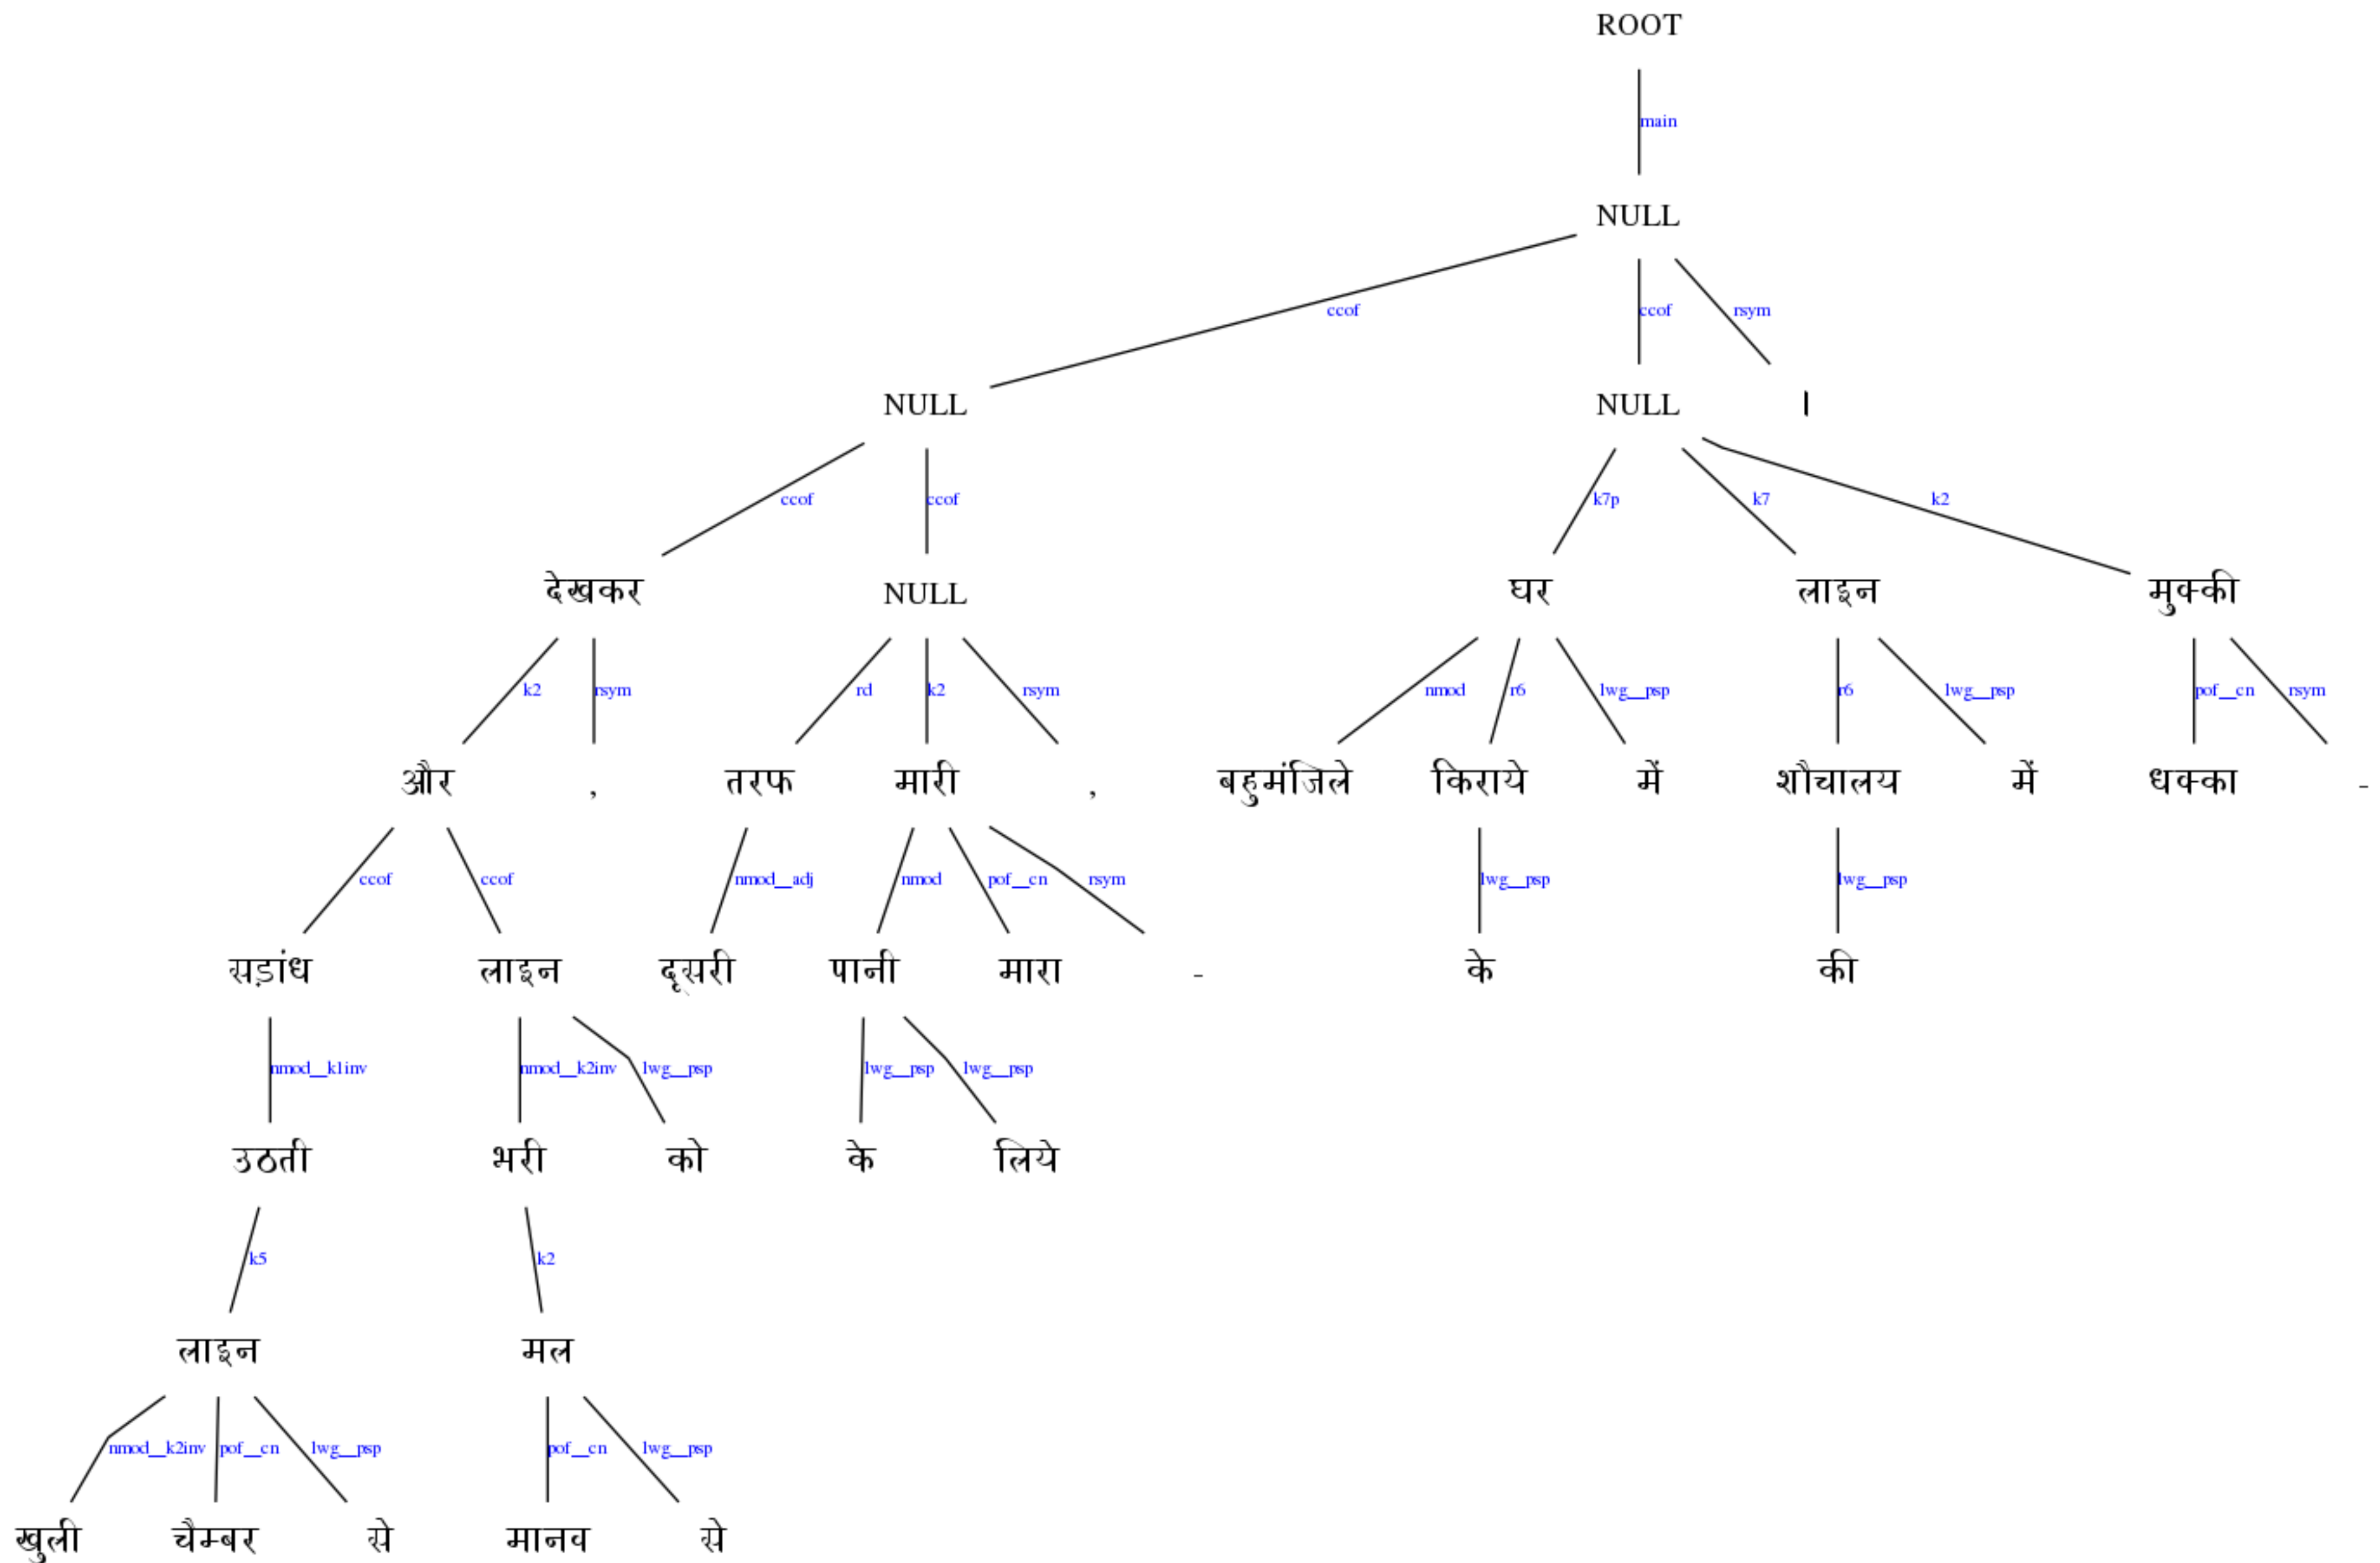 ROOT
main
NULL
ccof ccof rsym
NULL NULL ।
ccof ccof k7p k7 k2
देखकर NULL घर लाइन मुक्की
k2 rsym rd k2 rsym nmod r6 lwg__psp r6 lwg__psp pof__cn rsym
और , तरफ मारी , बहुमंजिले किराये में शौचालय में धक्का -
ccof ccof nmod__adj nmod pof__cn rsym lwg__psp lwg__psp
सड़ांध लाइन दूसरी पानी मारा - के की
nmod__k1inv nmod__k2inv lwg__psp lwg__psp lwg__psp
उठती भरी को के लिये
k5 k2
लाइन मल
nmod__k2inv pof__cn lwg__psp pof__cn lwg__psp
खुली चैम्बर से मानव से